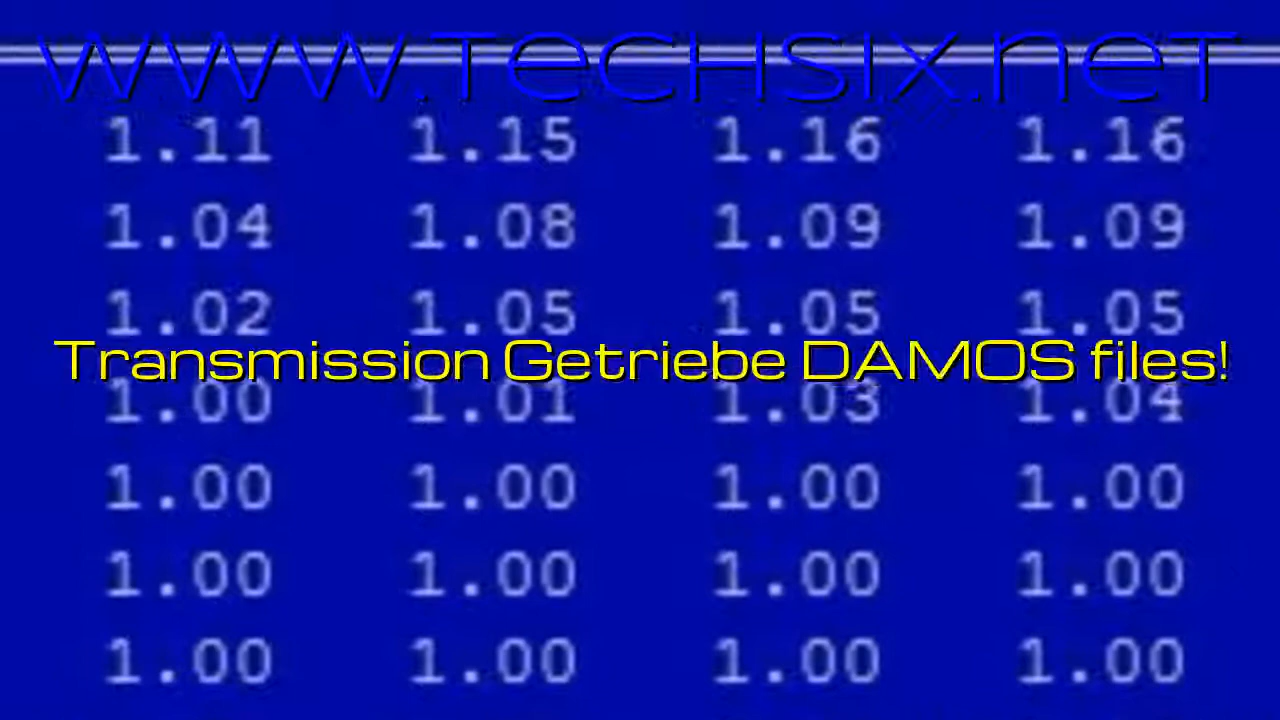 www.TECHSIX.net
1.11 1.15 1.16 1.16
1.04 1.08 1.09 1.09
1.02 1.05 1.05 1.05
Transmission Getriebe DAMOS files!
1.00 1.01 1.03 1.04
1.00 1.00 1.00 1.00
1.00 1.00 1.00 1.00
1.00 1.00 1.00 1.00